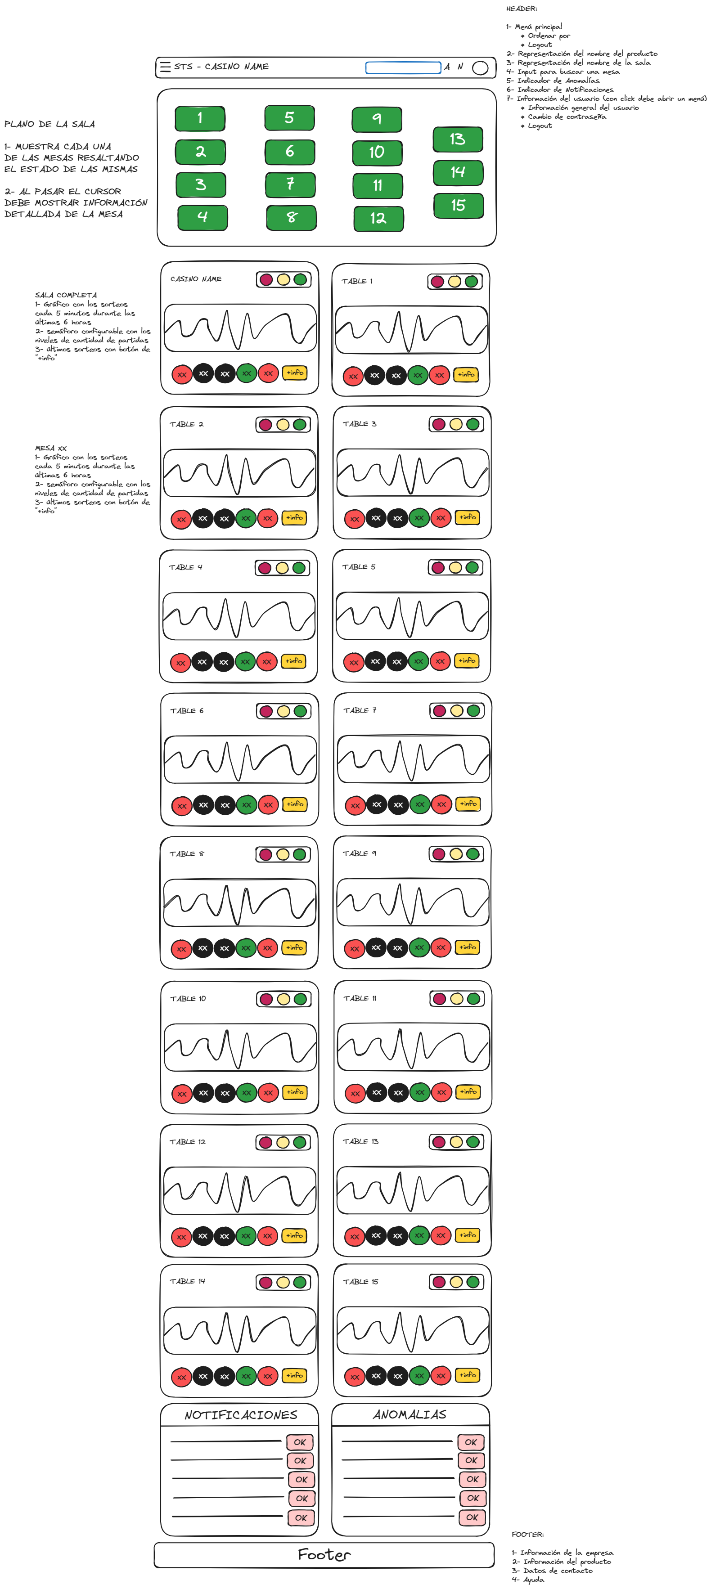 HEADER:
1- Menú principal
• Ordenar por
• Logout
2- Representación del nombre del producto
3- Representación del nombre de la sala
4- Input para buscar una mesa
5- Indicador de Anomalías
6- Indicador de Notificaciones
7- Información del usuario (con click debe abrir un menú)
• Información general del usuario
• Cambio de contraseña
• Logout
STS - CASINO NAME A N
PLANO DE LA SALA
1- MUESTRA CADA UNA
DE LAS MESAS RESALTANDO
EL ESTADO DE LAS MISMAS
2- AL PASAR EL CURSOR
DEBE MOSTRAR INFORMACIÓN
DETALLADA DE LA MESA
1
2
3
4
5
6
7
8
9
10
11
12
13
14
15
SALA COMPLETA
1- Gráfico con los sorteos
cada 5 minutos durante las
últimas 6 horas
2- semáforo configurable con los
niveles de cantidad de partidas
3- últimos sorteos con botón de
"+info"
CASINO NAME
XX XX XX XX XX +info
TABLE 1
XX XX XX XX XX +info
MESA XX
1- Gráfico con los sorteos
cada 5 minutos durante las
últimas 6 horas
2- semáforo configurable con los
niveles de cantidad de partidas
3- últimos sorteos con botón de
"+info"
TABLE 2
XX XX XX XX XX +info
TABLE 3
XX XX XX XX XX +info
TABLE 4
XX XX XX XX XX +info
TABLE 5
XX XX XX XX XX +info
TABLE 6
XX XX XX XX XX +info
TABLE 7
XX XX XX XX XX +info
TABLE 8
XX XX XX XX XX +info
TABLE 9
XX XX XX XX XX +info
TABLE 10
XX XX XX XX XX +info
TABLE 11
XX XX XX XX XX +info
TABLE 12
XX XX XX XX XX +info
TABLE 13
XX XX XX XX XX +info
TABLE 14
XX XX XX XX XX +info
TABLE 15
XX XX XX XX XX +info
NOTIFICACIONES
OK
OK
OK
OK
OK
ANOMALIAS
OK
OK
OK
OK
OK
Footer
FOOTER:
1- Información de la empresa
2- Información del producto
3- Datos de contacto
4- Ayuda